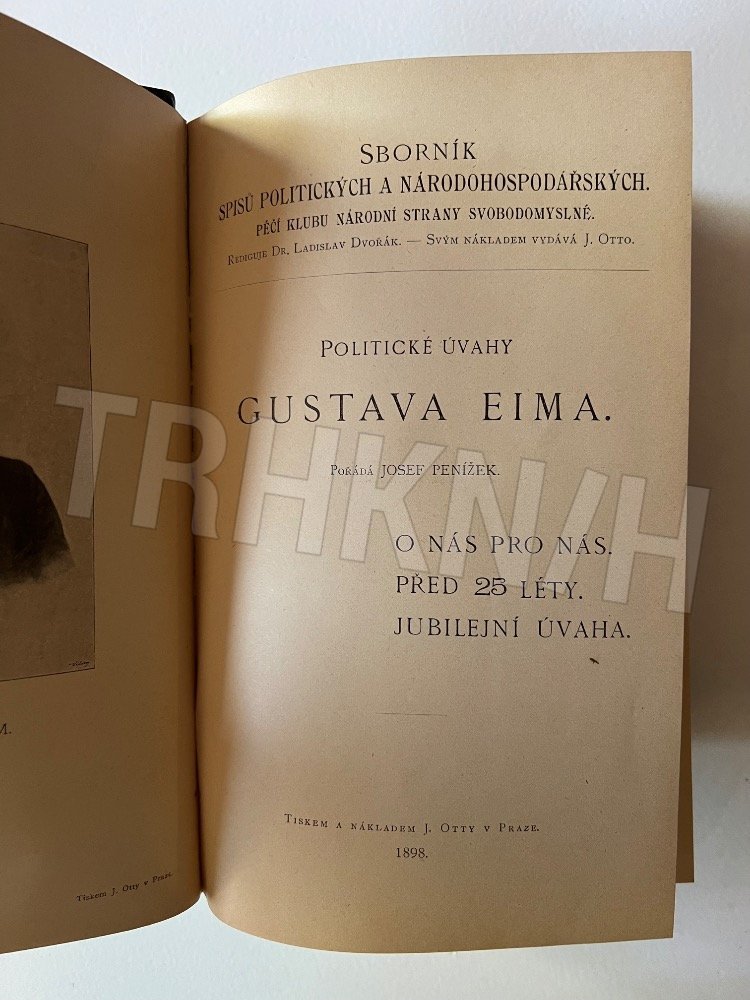 M.
Tiskem J. Otty v Praze.
Sborník
spisů politických a národohospodářských.
péčí klubu národní strany svobodomyslné.
Rediguje Dr. Ladislav Dvořák. — Svým nákladem vydává J. Otto.
Politické úvahy
GUSTAVA EIMA.
Pořádá JOSEF PENÍŽEK.
O NÁS PRO NÁS.
PŘED 25 LÉTY.
JUBILEJNÍ ÚVAHA.
Tiskem a nákladem J. Otty v Praze.
1898.
TRHKNIH